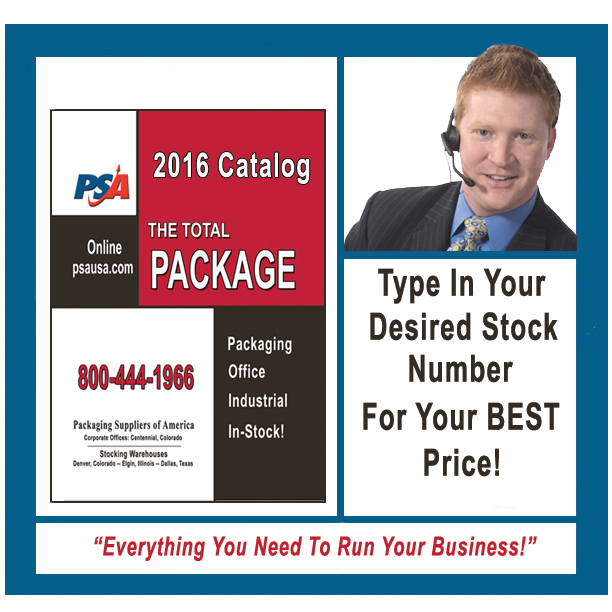 PSA
2016 Catalog
Online
psausa.com
THE TOTAL
PACKAGE
800-444-1966
Packaging Suppliers of America
Corporate Offices: Centennial, Colorado
Stocking Warehouses
Denver, Colorado – Elgin, Illinois – Dallas, Texas
Packaging
Office
Industrial
In-Stock!
Type In Your
Desired Stock
Number
For Your BEST
Price!
“Everything You Need To Run Your Business!”